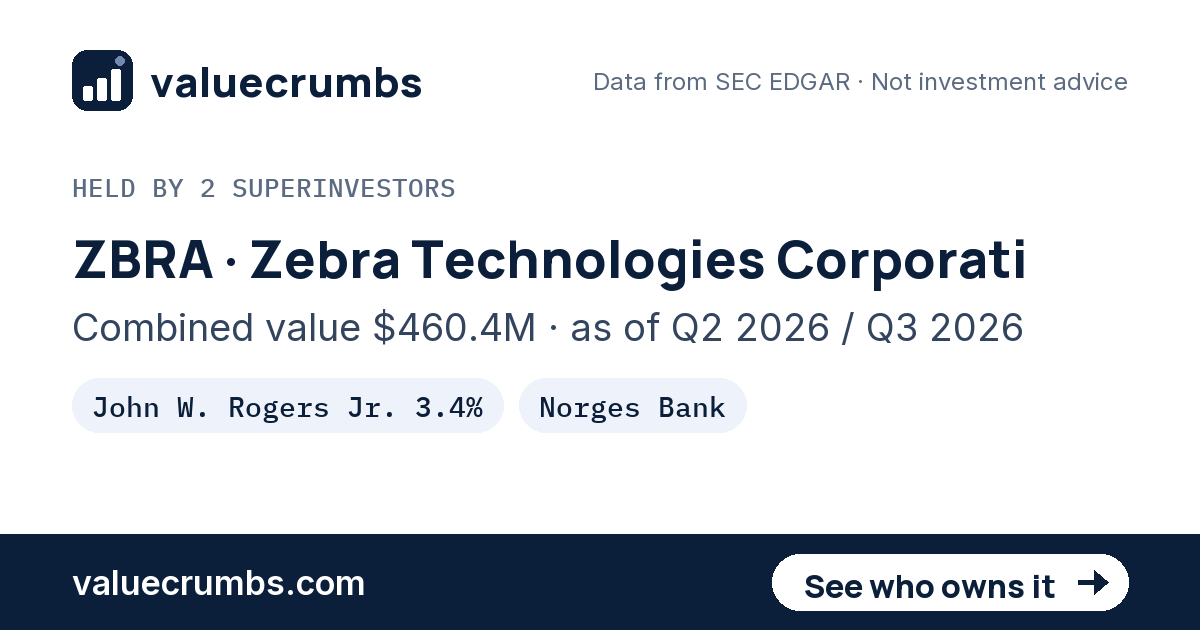 valuecrumbs
Data from SEC EDGAR · Not investment advice
HELD BY 2 SUPERINVESTORS
ZBRA · Zebra Technologies Corporati
Combined value $460.4M · as of Q2 2026 / Q3 2026
John W. Rogers Jr. 3.4%
Norges Bank
valuecrumbs.com
See who owns it →